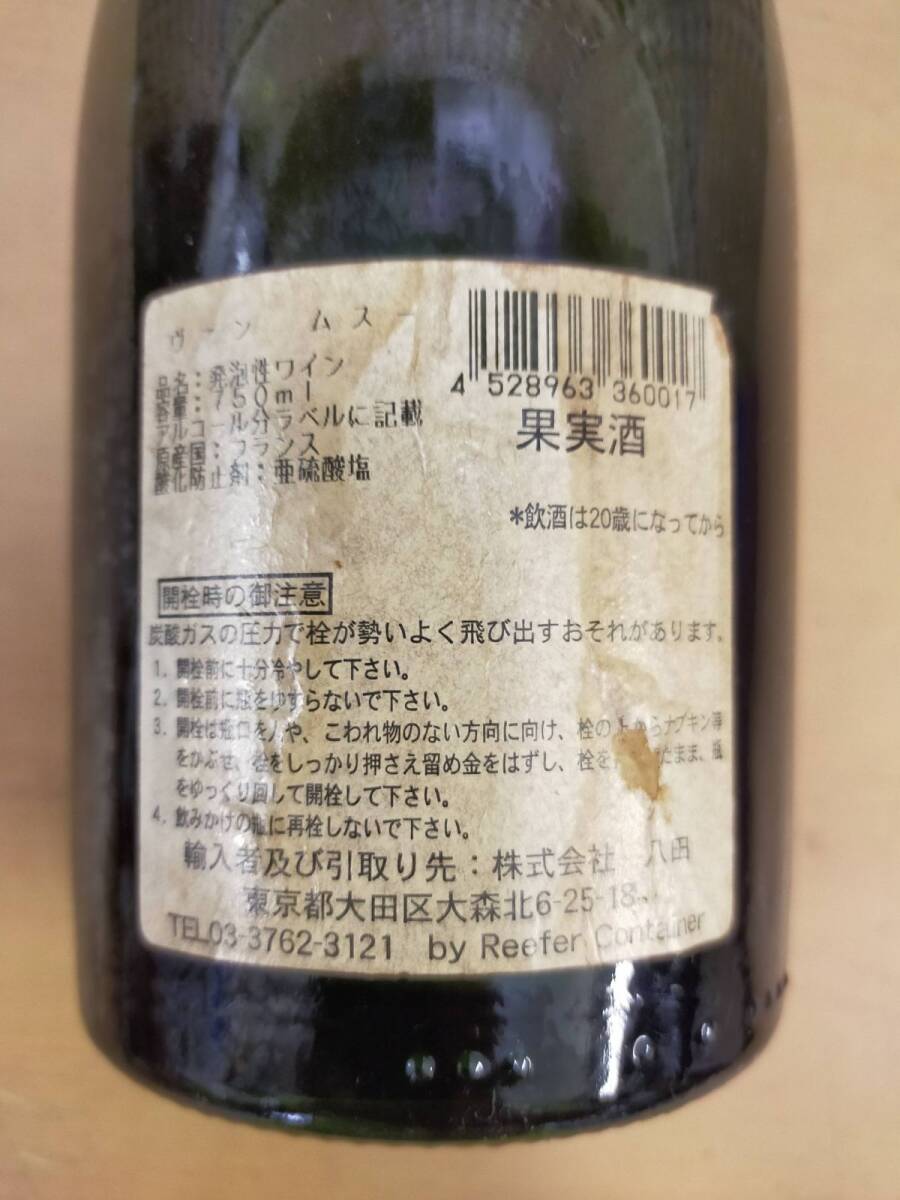 ヴァン ムスー
品名:発泡性ワイン
容量:750ml
アルコール分ラベルに記載
原産国:フランス
酸化防止剤:亜硫酸塩
4 528963 360017
果実酒
*飲酒は20歳になってから
開栓時の御注意
炭酸ガスの圧力で栓が勢いよく飛び出すおそれがあります。
1. 開栓前に十分冷やして下さい。
2. 開栓前に瓶をゆすらないで下さい。
3. 開栓は瓶口を人や、こわれ物のない方向に向け、栓の上からナプキン等
をかぶせ、栓をしっかり押さえ留め金をはずし、栓を たまま、瓶
をゆっくり回して開栓して下さい。
4. 飲みかけの瓶に再栓しないで下さい。
輸入者及び引取り先:株式会社 八田
東京都大田区大森北6-25-18
TEL03-3762-3121 by Reefer Container